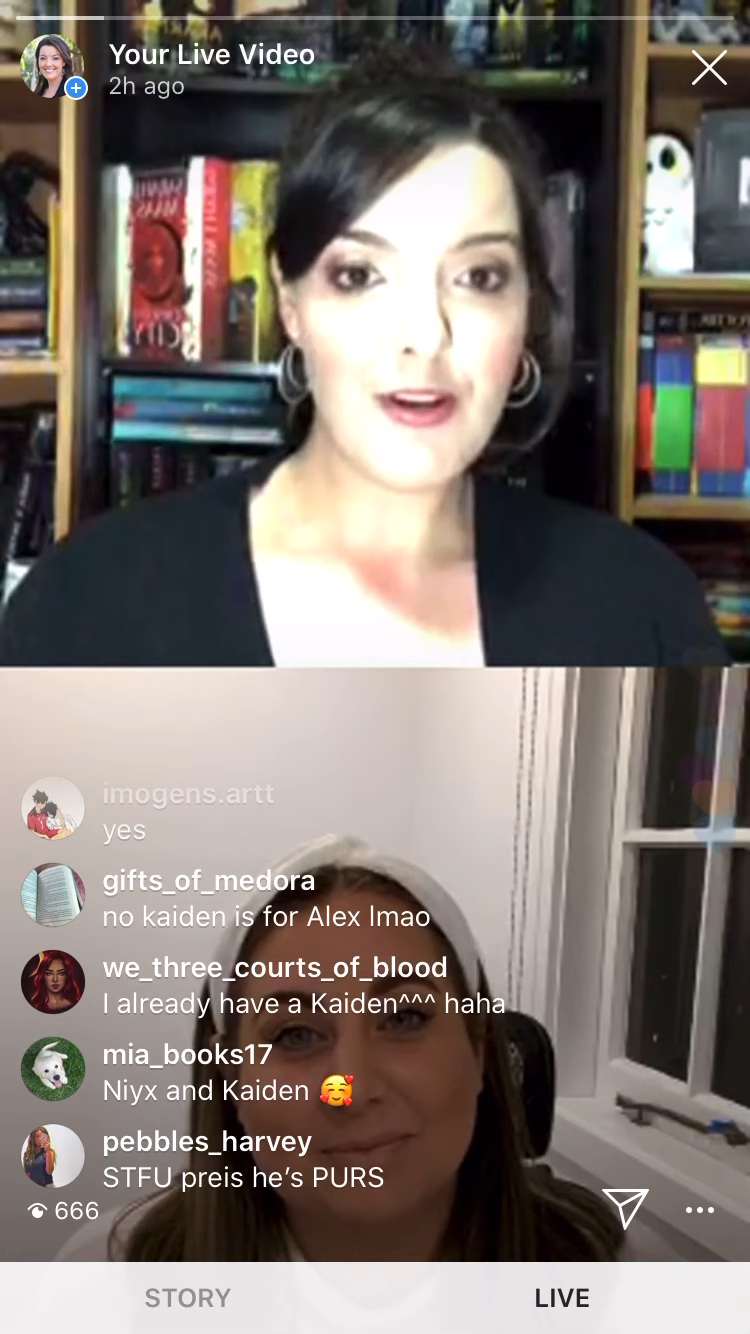 Your Live Video
2h ago
imogens.artt
yes
gifts_of_medora
no kaiden is for Alex lmao
we_three_courts_of_blood
I already have a Kaiden^^^ haha
mia_books17
Niyx and Kaiden 🥰
pebbles_harvey
STFU preis he's PURS
666
STORY
LIVE